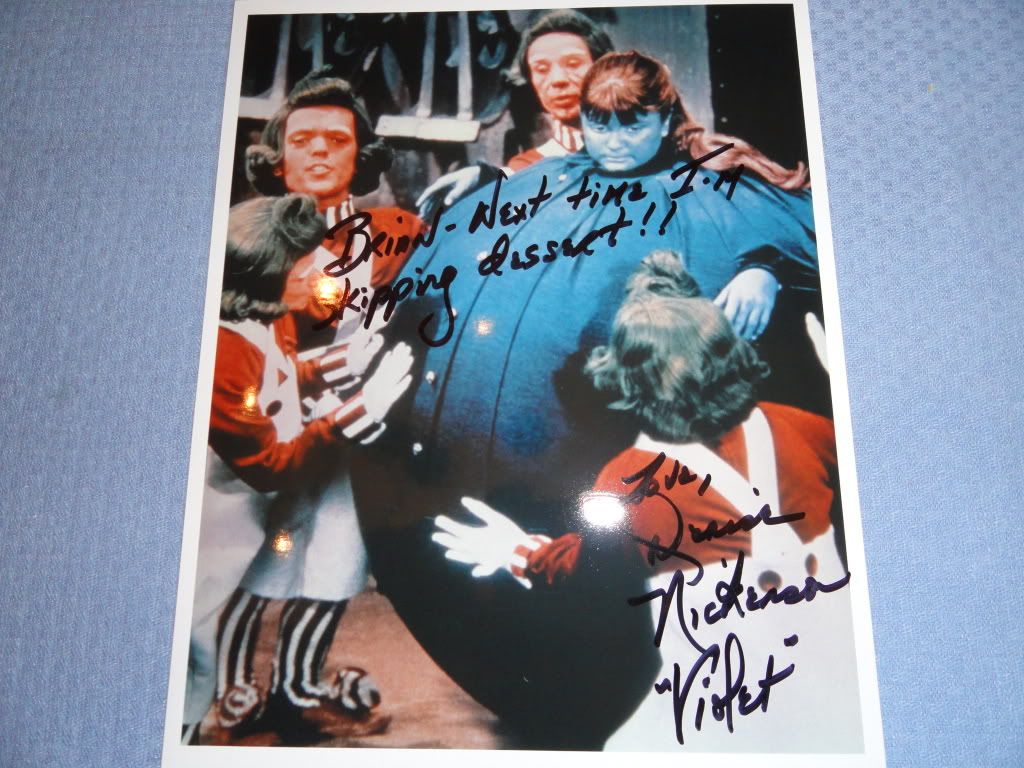 Brian - Next time I'm
skipping dessert!!
Love,
Denise
Nickerson
"Violet"